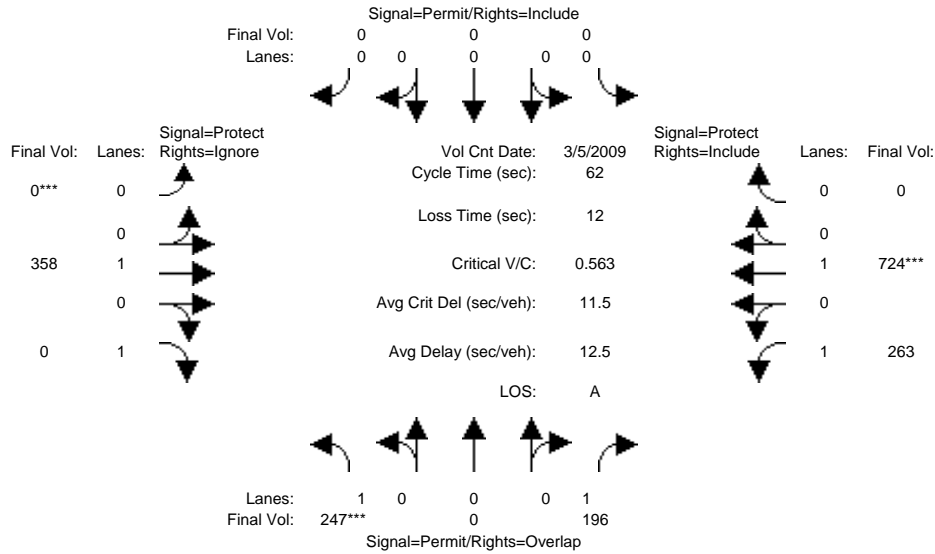 Signal=Permit/Rights=Include
Final Vol: 0 0 0
Lanes: 0 0 0 0 0
Signal=Protect Signal=Protect
Final Vol: Lanes: Rights=Ignore Vol Cnt Date: 3/5/2009 Rights=Include Lanes: Final Vol:
Cycle Time (sec): 62
0*** 0 0 0
Loss Time (sec): 12
0 0
358 1 Critical V/C: 0.563 1 724***
0 Avg Crit Del (sec/veh): 11.5 0
0 1 Avg Delay (sec/veh): 12.5 1 263
LOS: A
Lanes: 1 0 0 0 1
Final Vol: 247*** 0 196
Signal=Permit/Rights=Overlap